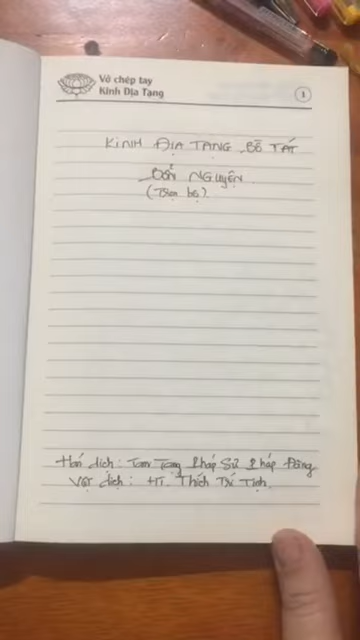 Vở chép tay
Kinh Địa Tạng
1
KINH ĐỊA TẠNG BỒ TÁT
BỔN NGUYỆN
(Trọn bộ)
Hán dịch: Tam Tạng Pháp Sư Pháp Đăng
Việt dịch: HT. Thích Trí Tịnh.